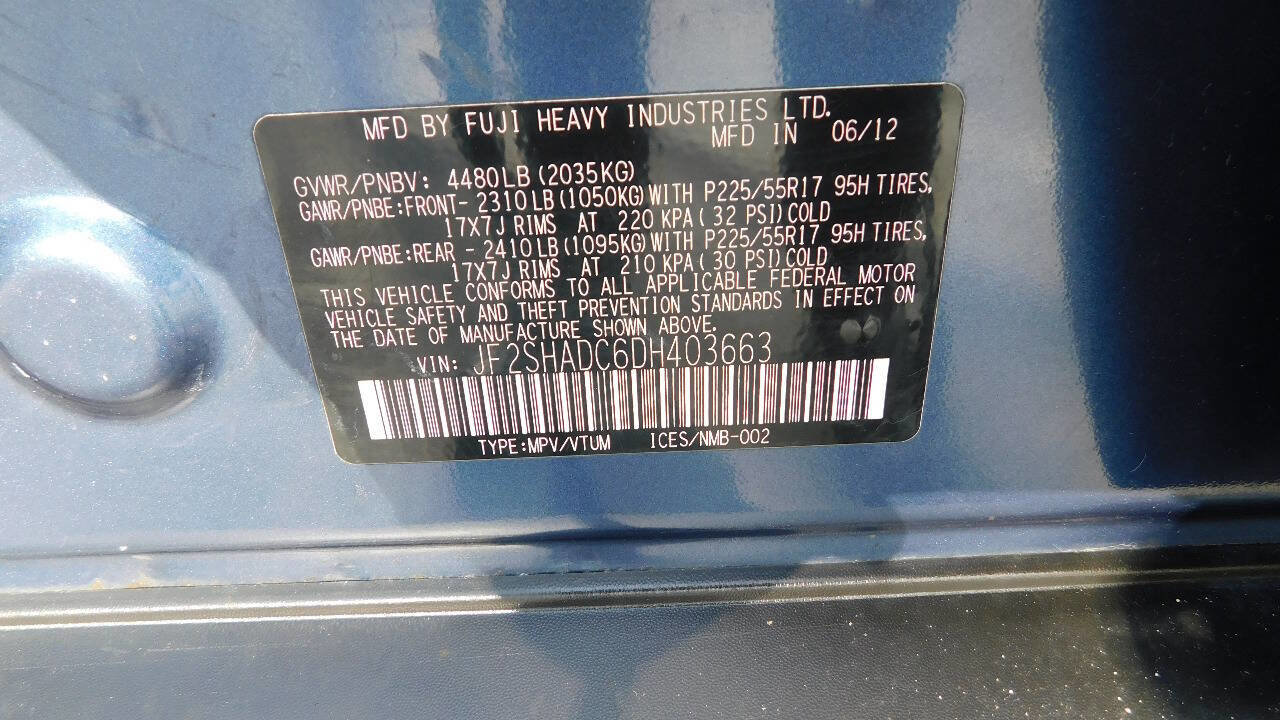 MFD BY FUJI HEAVY INDUSTRIES LTD.
MFD IN 06/12
GVWR/PNBV: 4480LB (2035KG)
GAWR/PNBE:FRONT- 2310LB (1050KG) WITH P225/55R17 95H TIRES,
17X7J RIMS AT 220 KPA ( 32 PSI) COLD
GAWR/PNBE:REAR - 2410LB (1095KG) WITH P225/55R17 95H TIRES,
17X7J RIMS AT 210 KPA ( 30 PSI) COLD
THIS VEHICLE CONFORMS TO ALL APPLICABLE FEDERAL MOTOR
VEHICLE SAFETY AND THEFT PREVENTION STANDARDS IN EFFECT ON
THE DATE OF MANUFACTURE SHOWN ABOVE.
VIN: JF2SHADC6DH403663
TYPE:MPV/VTUM ICES/NMB-002